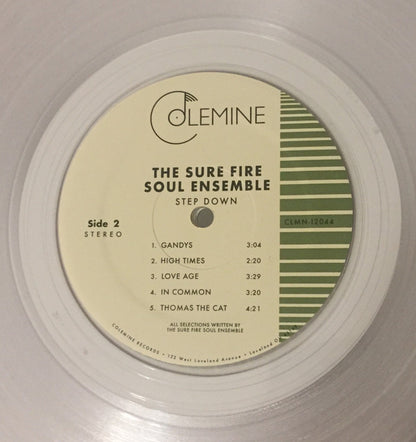 COLEMINE
THE SURE FIRE
SOUL ENSEMBLE
STEP DOWN
Side 2
STEREO
CLMN-12044
1. GANDYS 3:04
2. HIGH TIMES 2:20
3. LOVE AGE 3:29
4. IN COMMON 3:20
5. THOMAS THE CAT 4:21
ALL SELECTIONS WRITTEN BY
THE SURE FIRE SOUL ENSEMBLE
COLEMINE RECORDS • 122 West Loveland Avenue • Loveland